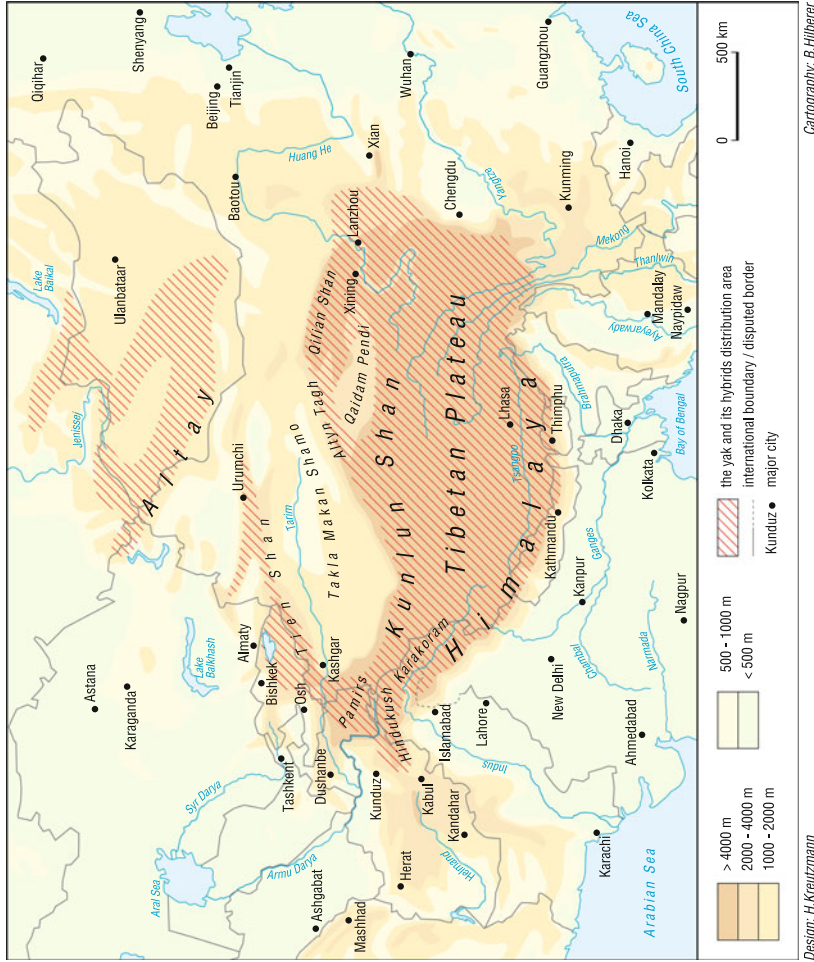 Aral Sea
Syr Darya
Astana
Karaganda
Lake
Balkhash
Jenissej
Lake
Baikal
Ulanbataar
Qiqihar
Shenyang
Altay
Armu Darya
Ashgabat
Mashhad
Tashkent
Dushanbe
Bishkek
Almaty
Osh
Urumchi
Tien Shan
Tarim
Kashgar
Takla Makan Shamo
Altyn Tagh
Qilian Shan
Qaidam Pendi
Baotou
Beijing
Tianjin
Huang He
Xining
Lanzhou
Xian
Wuhan
Herat
Kunduz
Pamirs
Hindukush
Karakoram
Kunlun Shan
Tibetan Plateau
Himalaya
Kabul
Kandahar
Helmand
Islamabad
Lahore
Indus
Chengdu
Yangtze
Lhasa
Tsangpo
Thimphu
Kathmandu
Brahmaputra
Kunming
Guangzhou
Mekong
Thanlwin
Ayeyarwady
Mandalay
Naypidaw
Hanoi
South China Sea
New Delhi
Kanpur
Ganges
Chambal
Narmada
Dhaka
Kolkata
Bay of Bengal
Karachi
Ahmedabad
Nagpur
Arabian Sea
> 4000 m
2000 - 4000 m
1000 - 2000 m
500 - 1000 m
< 500 m
the yak and its hybrids distribution area
international boundary / disputed border
Kunduz major city
0 500 km
Design: H.Kreutzmann
Cartography: B.Hilberer